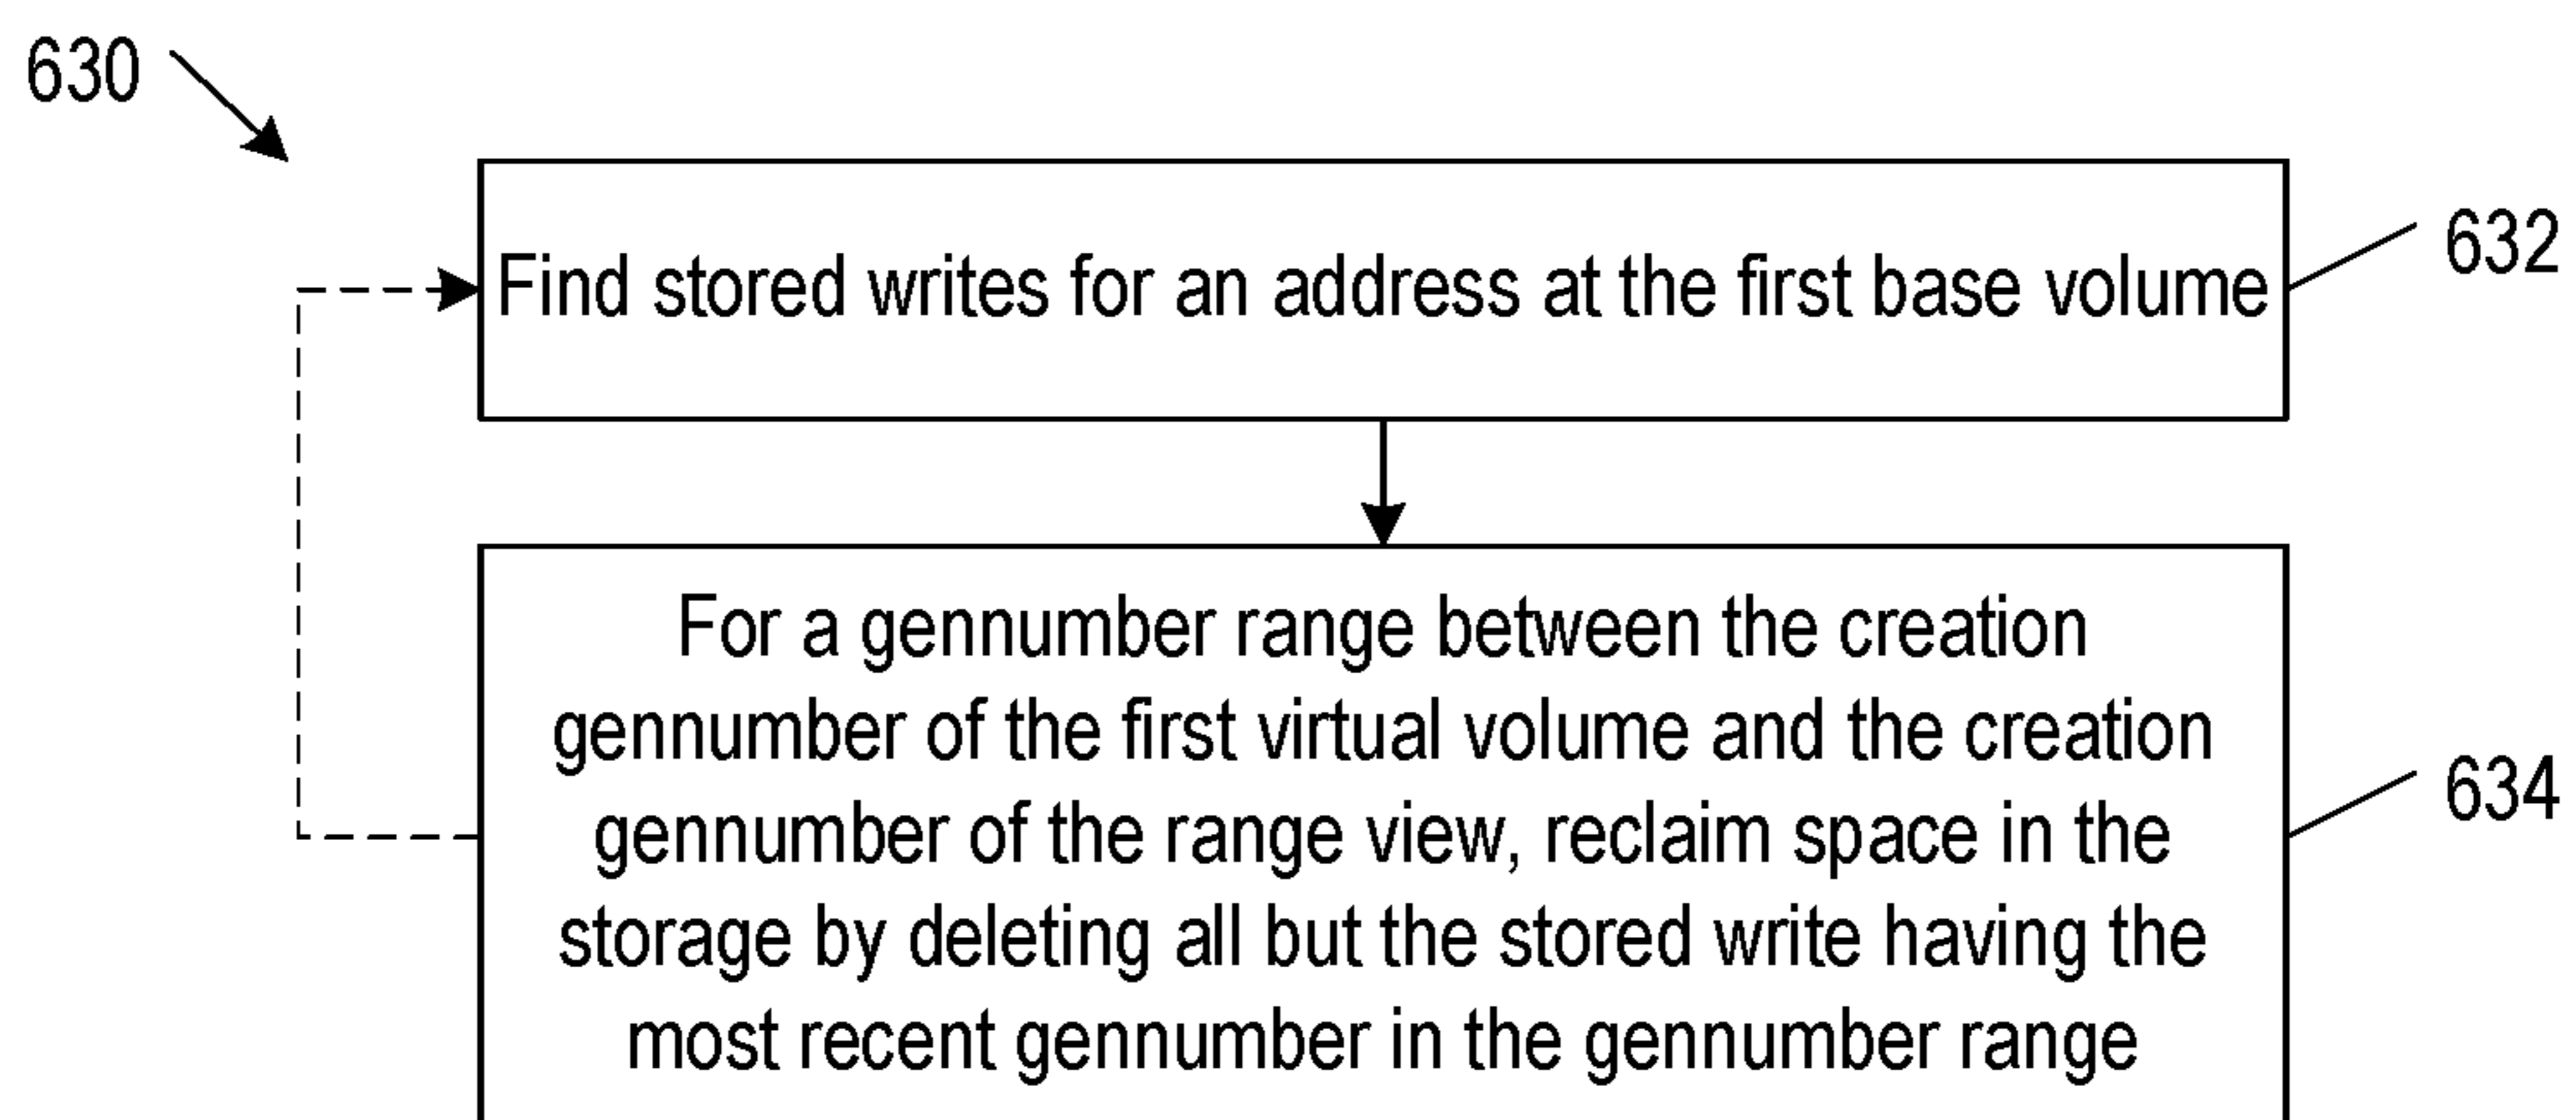 630
Find stored writes for an address at the first base volume
632
For a gennumber range between the creation
gennumber of the first virtual volume and the creation
gennumber of the range view, reclaim space in the
storage by deleting all but the stored write having the
most recent gennumber in the gennumber range
634